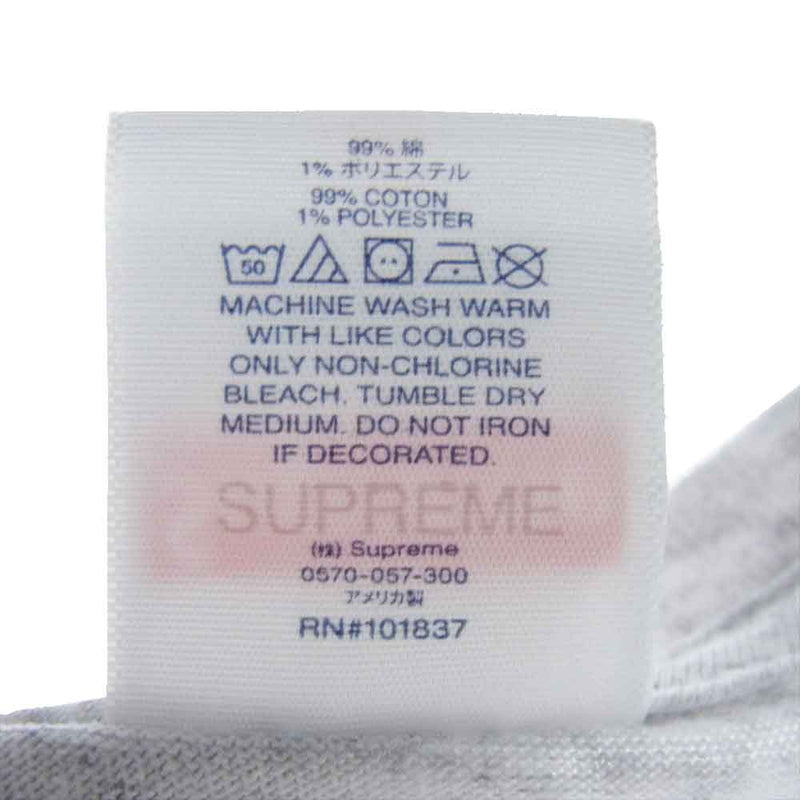 99% 綿
1% ポリエステル
99% COTON
1% POLYESTER
50
MACHINE WASH WARM
WITH LIKE COLORS
ONLY NON-CHLORINE
BLEACH. TUMBLE DRY
MEDIUM. DO NOT IRON
IF DECORATED.
SUPREME
(株) Supreme
0570-057-300
アメリカ製
RN#101837